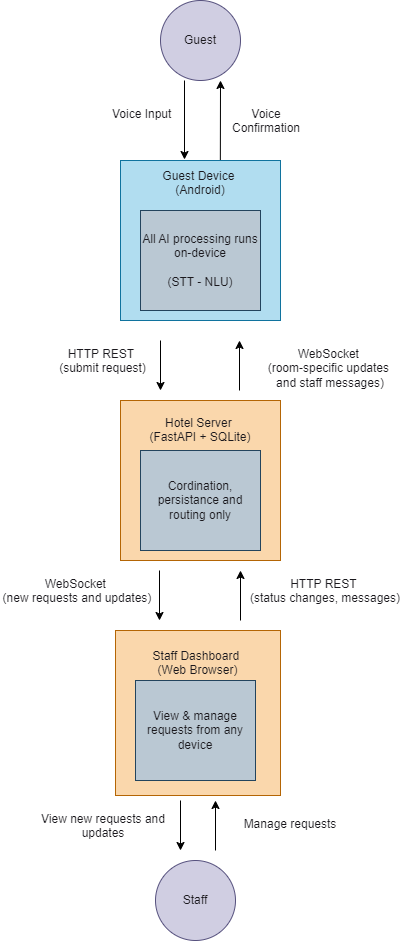 Guest
Voice Input
Voice
Confirmation
Guest Device
(Android)
All AI processing runs
on-device
(STT - NLU)
HTTP REST
(submit request)
WebSocket
(room-specific updates
and staff messages)
Hotel Server
(FastAPI + SQLite)
Cordination,
persistance and
routing only
WebSocket
(new requests and updates)
HTTP REST
(status changes, messages)
Staff Dashboard
(Web Browser)
View & manage
requests from any
device
View new requests and
updates
Manage requests
Staff